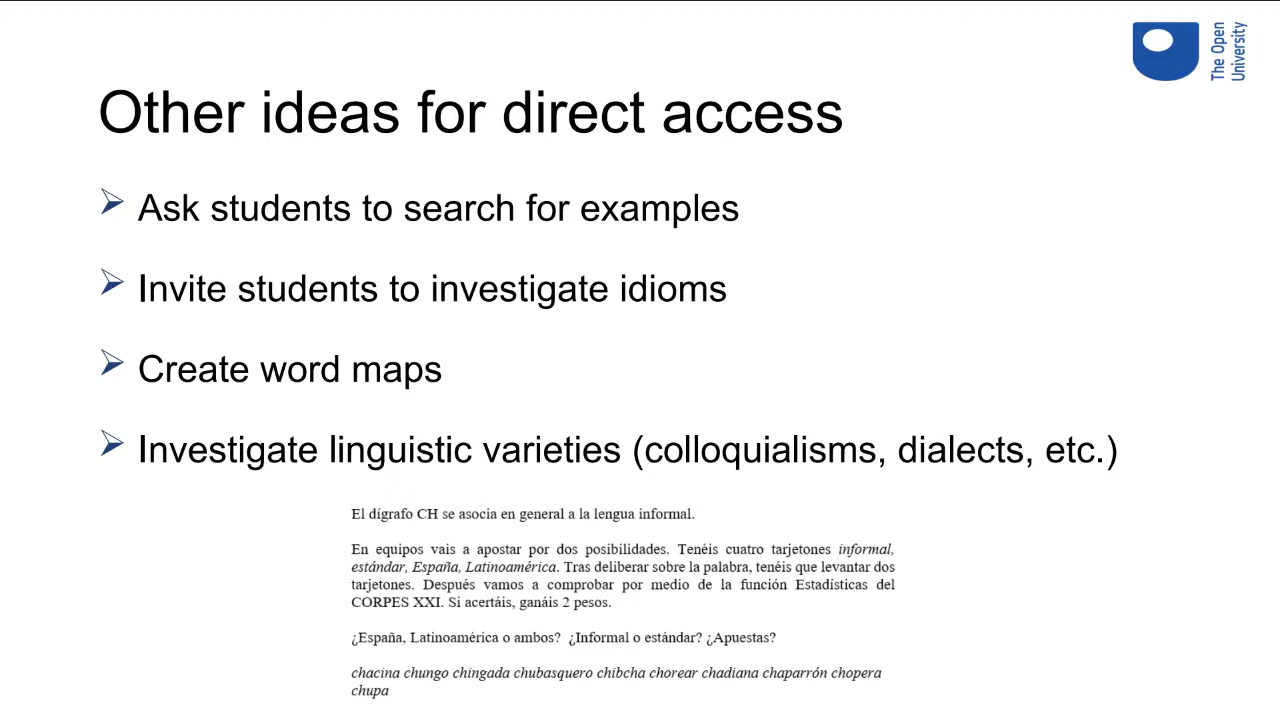 The Open
University
Other ideas for direct access
Ask students to search for examples
Invite students to investigate idioms
Create word maps
Investigate linguistic varieties (colloquialisms, dialects, etc.)
El dígrafo CH se asocia en general a la lengua informal.
En equipos vais a apostar por dos posibilidades. Tenéis cuatro tarjetones informal,
estándar, España, Latinoamérica. Tras deliberar sobre la palabra, tenéis que levantar dos
tarjetones. Después vamos a comprobar por medio de la función Estadísticas del
CORPES XXI. Si acertáis, ganáis 2 pesos.
¿España, Latinoamérica o ambos? ¿Informal o estándar? ¿Apuestas?
chacina chungo chingada chubasquero chibcha chorear chadiana chaparrón chopera
chupa